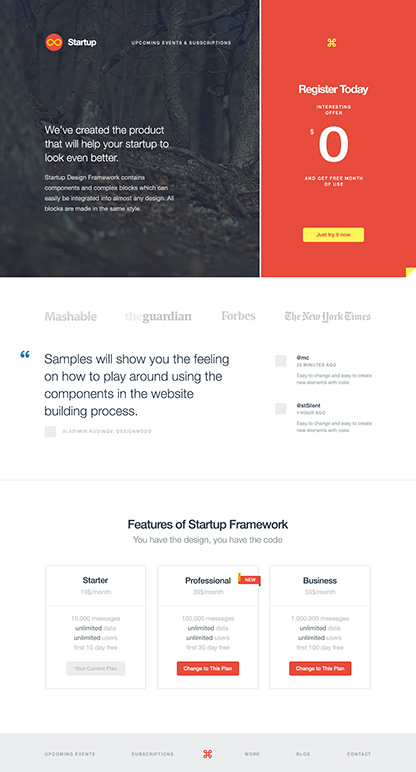 Startup
UPCOMING EVENTS & SUBSCRIPTIONS
We've created the product
that will help your startup to
look even better.
Startup Design Framework contains
components and complex blocks which can
easily be integrated into almost any design. All
blocks are made in the same style.
Register Today
INTERESTING
OFFER
$0
AND GET FREE MONTH
OF USE
Just try it now
Mashable
theguardian
Forbes
The New York Times
“
Samples will show you the feeling
on how to play around using the
components in the website
building process.
VLADIMIR KUDINOV, DESIGNMODO
@mc
25 MINUTES AGO
Easy to change and easy to create
new elements with color.
@stSilent
1 HOUR AGO
Easy to change and easy to create
new elements with color.
Features of Startup Framework
You have the design, you have the code
Starter
19$/month
10,000 messages
unlimited data
unlimited users
first 10 day free
Your Current Plan
Professional
NEW
39$/month
100,000 messages
unlimited data
unlimited users
first 30 day free
Change to This Plan
Business
59$/month
1,000,000 messages
unlimited data
unlimited users
first 100 day free
Change to This Plan
UPCOMING EVENTS
SUBSCRIPTIONS
⌘
WORK
BLOG
CONTACT